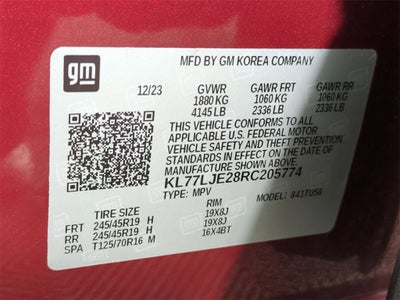 gm
MFD BY GM KOREA COMPANY
12/23 GVWR GAWR FRT GAWR RR
1880 KG 1060 KG 1060 KG
4145 LB 2336 LB 2336 LB
THIS VEHICLE CONFORMS TO ALL
APPLICABLE U.S. FEDERAL MOTOR
VEHICLE SAFETY AND THEFT PREVENTION
STANDARDS IN EFFECT ON THE DATE OF
MANUFACTURE SHOWN ABOVE.
KL77LJE28RC205774
TYPE: MPV 841TU58
TIRE SIZE RIM
FRT 245/45R19 H 19X8J
RR 245/45R19 H 19X8J
SPA T125/70R16 M 16X4BT